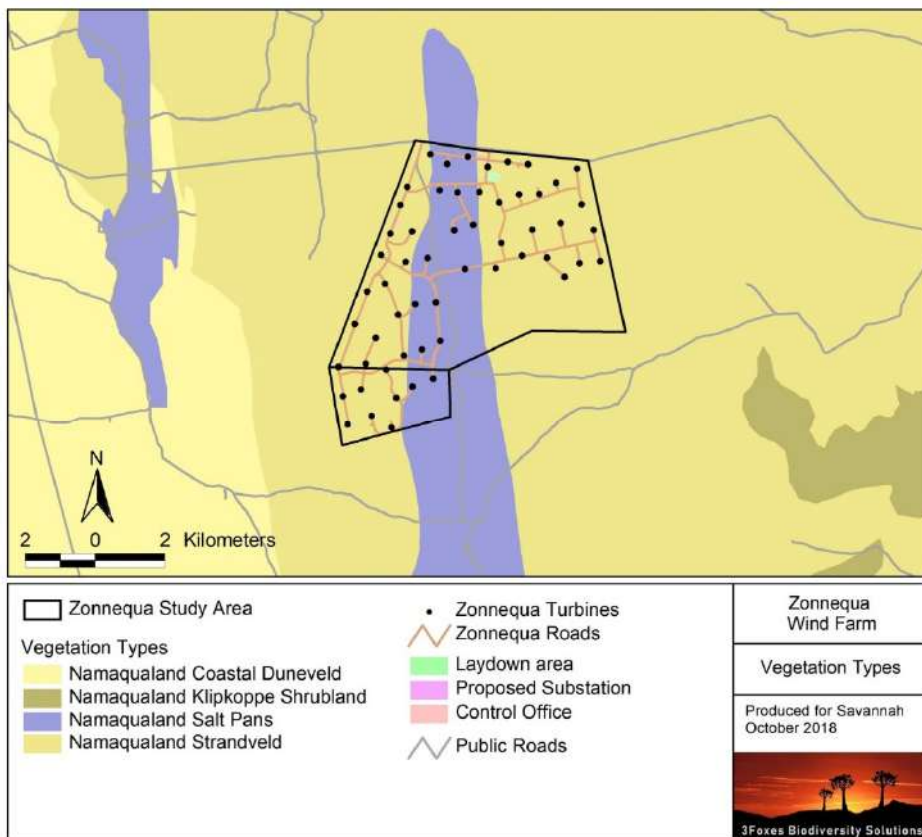 N
2 0 2 Kilometers
Zonnequa Study Area
Vegetation Types
Namaqualand Coastal Duneveld
Namaqualand Klipkoppe Shrubland
Namaqualand Salt Pans
Namaqualand Strandveld
Zonnequa Turbines
Zonnequa Roads
Laydown area
Proposed Substation
Control Office
Public Roads
Zonnequa
Wind Farm
Vegetation Types
Produced for Savannah
October 2018
3Foxes Biodiversity Solutions